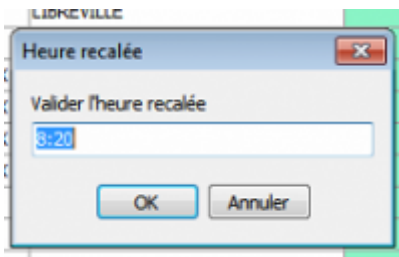 LIBREVILLE
Heure recalée
Valider l'heure recalée
8:20
OK Annuler